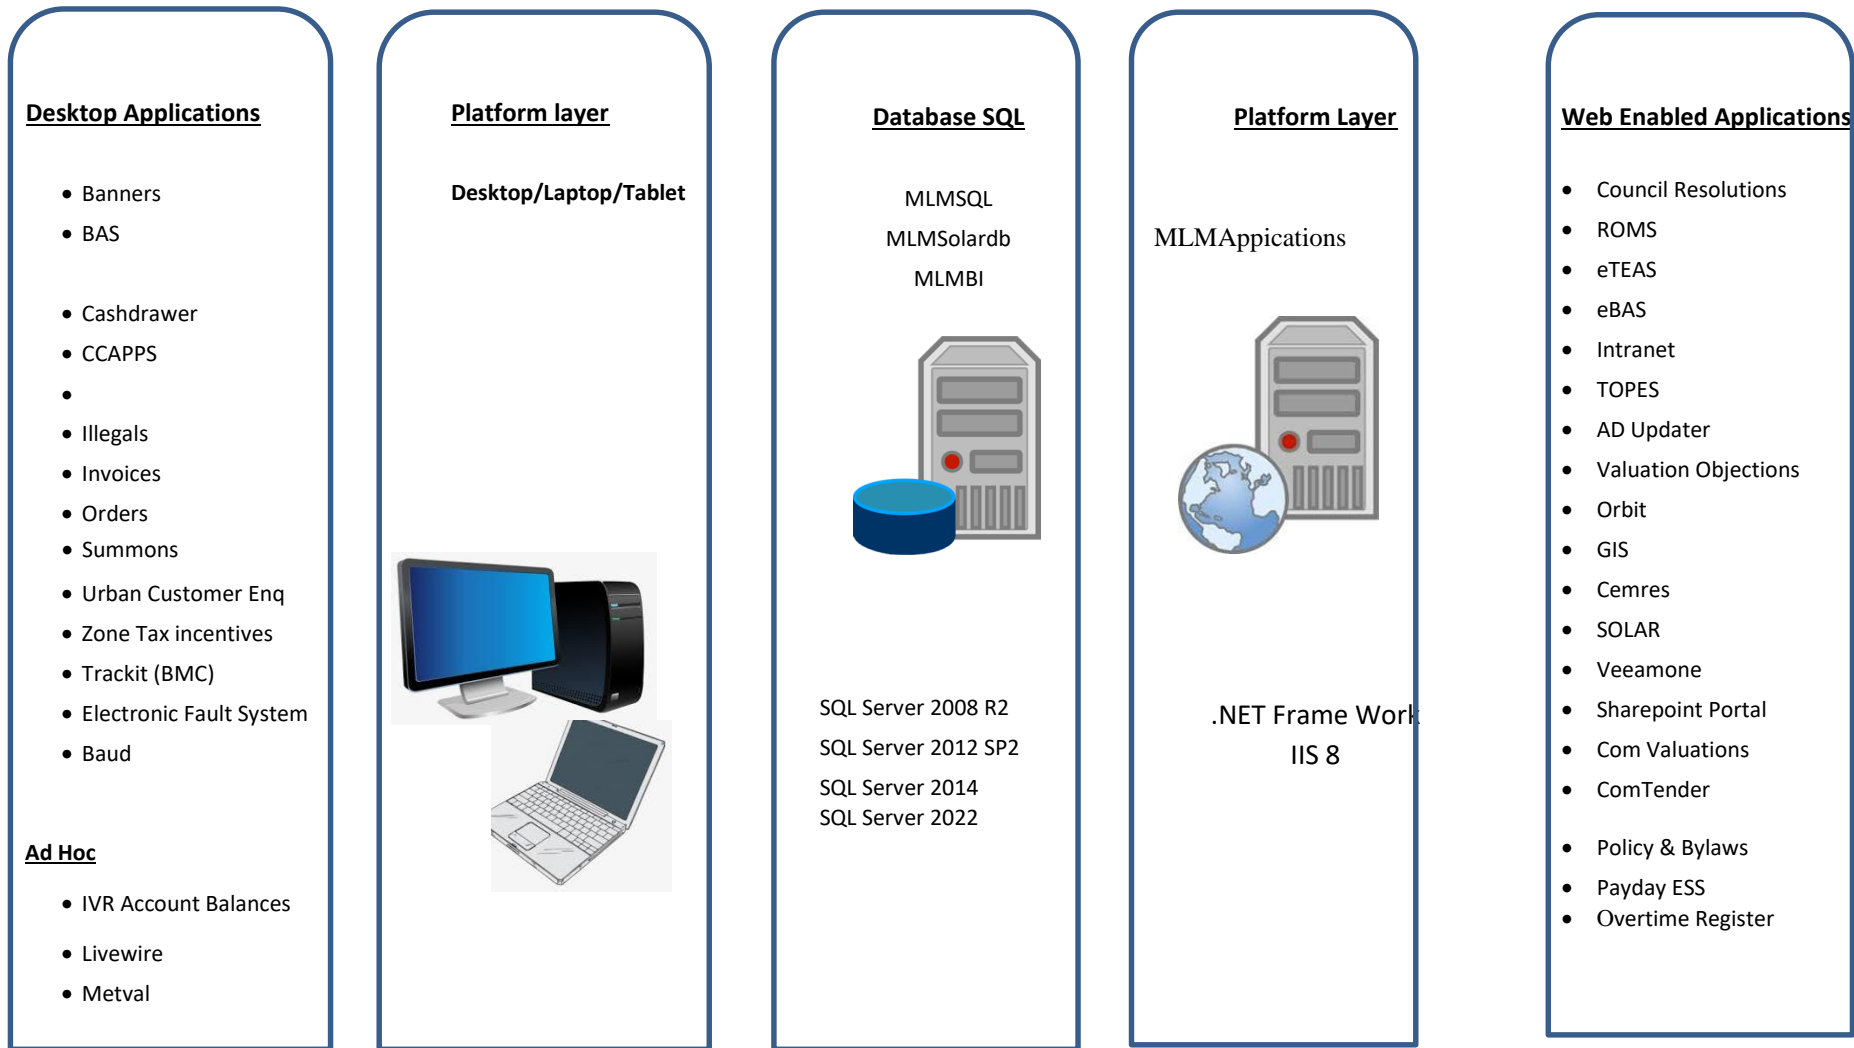 Desktop Applications
• Banners
• BAS
• Cashdrawer
• CCAPPS
•
• Illegals
• Invoices
• Orders
• Summons
• Urban Customer Enq
• Zone Tax incentives
• Trackit (BMC)
• Electronic Fault System
• Baud
Ad Hoc
• IVR Account Balances
• Livewire
• Metval
Platform layer
Desktop/Laptop/Tablet
Database SQL
MLMSQL
MLMSolardb
MLMBI
SQL Server 2008 R2
SQL Server 2012 SP2
SQL Server 2014
SQL Server 2022
Platform Layer
MLMAppications
.NET Frame Work
IIS 8
Web Enabled Applications
• Council Resolutions
• ROMS
• eTEAS
• eBAS
• Intranet
• TOPES
• AD Updater
• Valuation Objections
• Orbit
• GIS
• Cemres
• SOLAR
• Veeamone
• Sharepoint Portal
• Com Valuations
• ComTender
• Policy & Bylaws
• Payday ESS
• Overtime Register